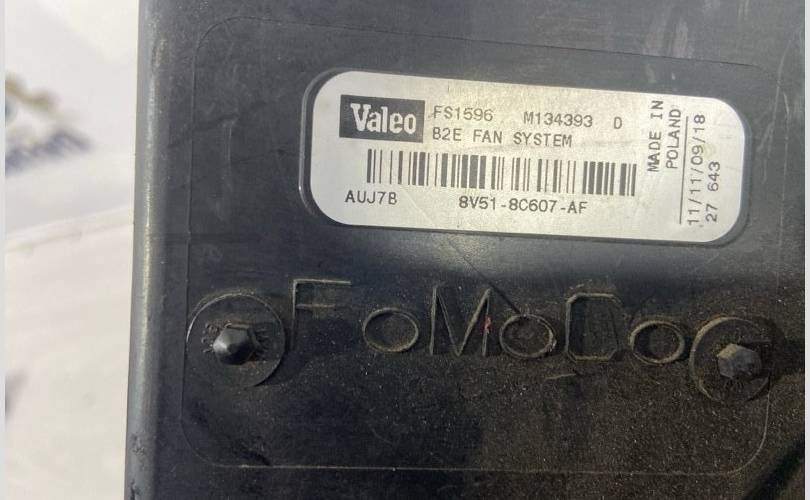 Valeo FS1596 M134393 D
B2E FAN SYSTEM
AUJ7B 8V51-8C607-AF
MADE IN
POLAND
11/11/09/18
27 643
FoMoCo